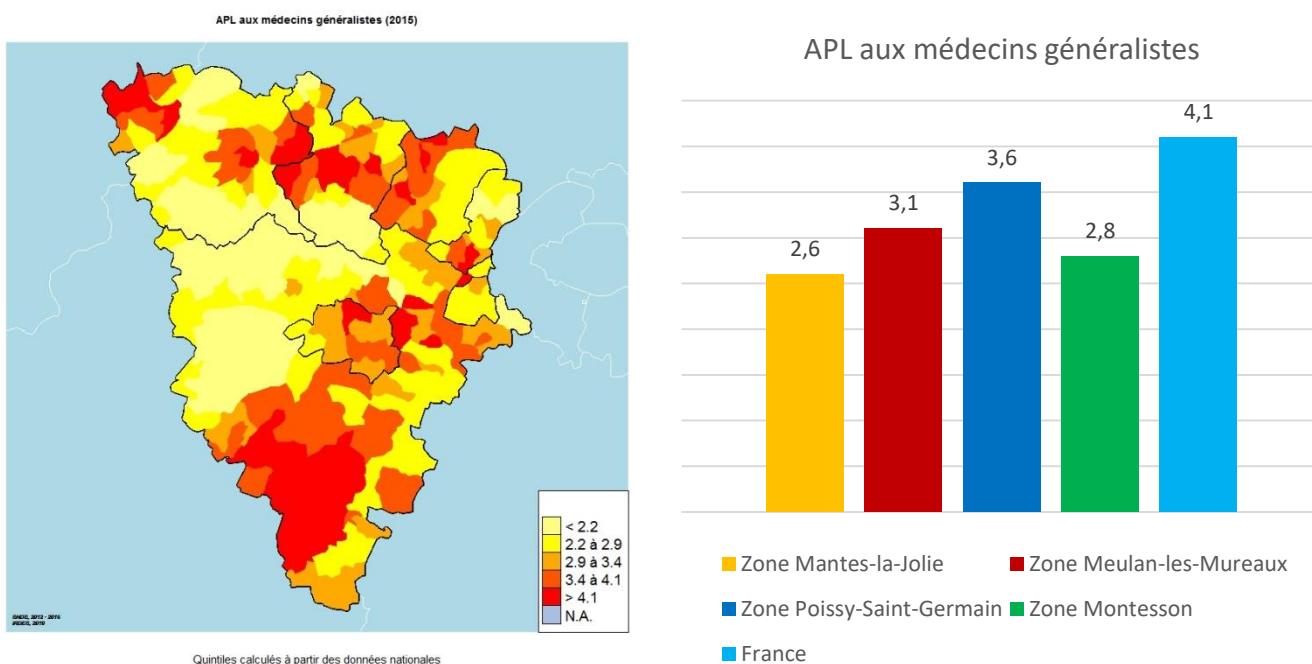 APL aux médecins généralistes (2015)
< 2.2
2.2 à 2.9
2.9 à 3.4
3.4 à 4.1
> 4.1
N.A.
Quintiles calculés à partir des données nationales
APL aux médecins généralistes
2,6
3,1
3,6
2,8
4,1
Zone Mantes-la-Jolie
Zone Meulan-les-Mureaux
Zone Poissy-Saint-Germain
Zone Montesson
France